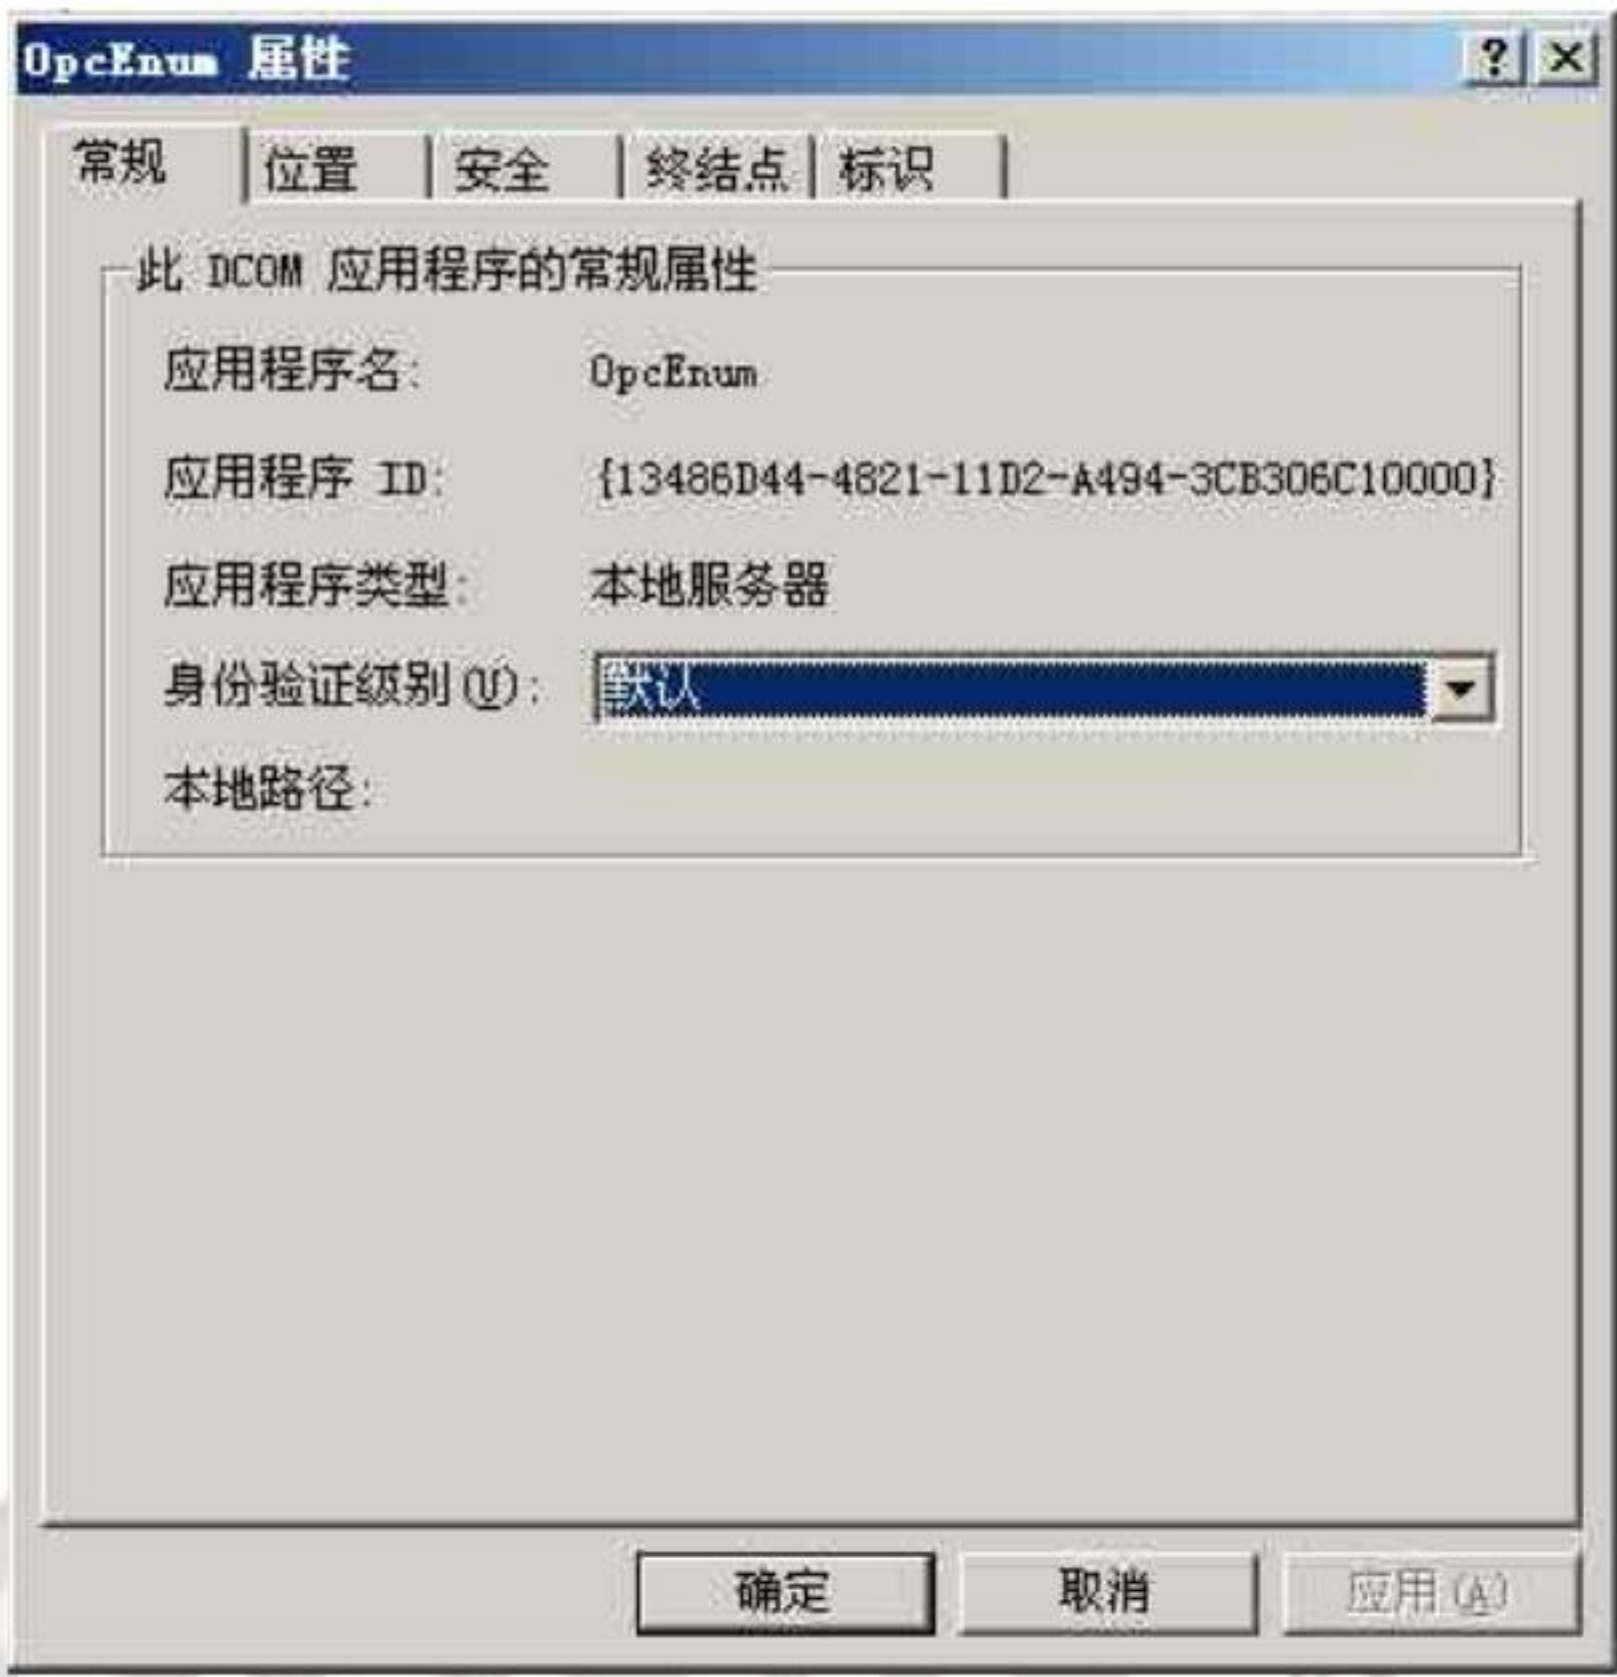 OpcEnum 属性
常规 位置 安全 终结点 标识
此 DCOM 应用程序的常规属性
应用程序名: OpcEnum
应用程序 ID: {13486D44-4821-11D2-A494-3CB306C10000}
应用程序类型: 本地服务器
身份验证级别(U): 默认
本地路径:
确定 取消 应用(A)